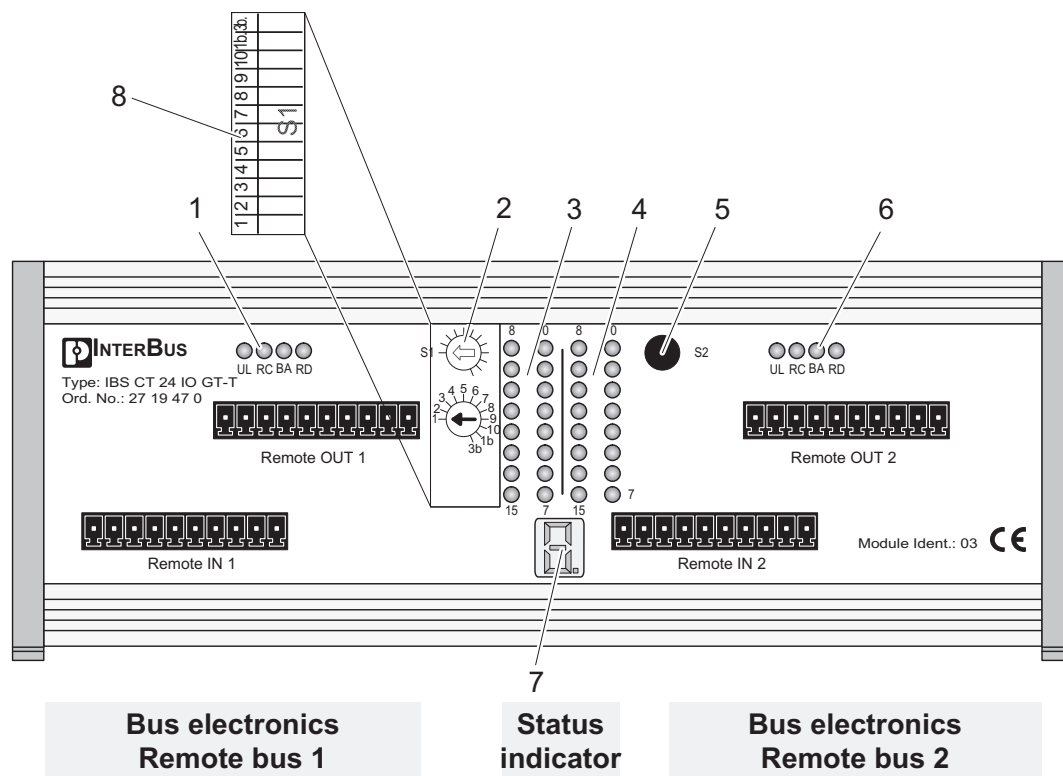 1 2 3 4 5 6 7 8 9 10 1b. 3b.
S1
8
1
2
3
4
5
6
INTERBUS
Type: IBS CT 24 IO GT-T
Ord. No.: 27 19 47 0
UL RC BA RD
S1
8 0 8 0
S2
UL RC BA RD
1 2 3 4 5 6 7 8 9 10 1b 3b
Remote OUT 1
Remote OUT 2
7
15 7 15
Remote IN 1
Remote IN 2
Module Ident.: 03 CE
7
Bus electronics
Remote bus 1
Status
indicator
Bus electronics
Remote bus 2